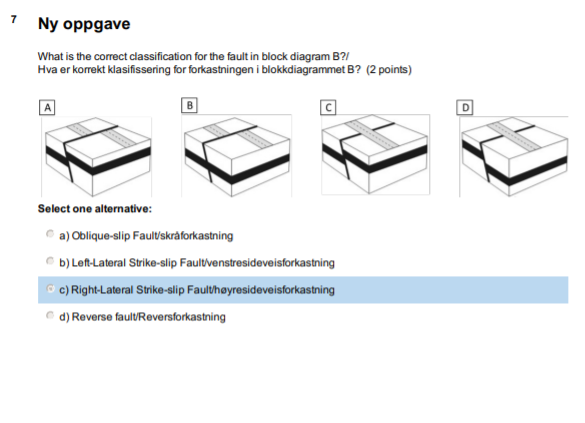 7 Ny oppgave
What is the correct classification for the fault in block diagram B?/
Hva er korrekt klasifissering for forkastningen i blokkdiagrammet B? (2 points)
A B C D
Select one alternative:
a) Oblique-slip Fault/skråforkastning
b) Left-Lateral Strike-slip Fault/venstresideveisforkastning
c) Right-Lateral Strike-slip Fault/høyresideveisforkastning
d) Reverse fault/Reversforkastning